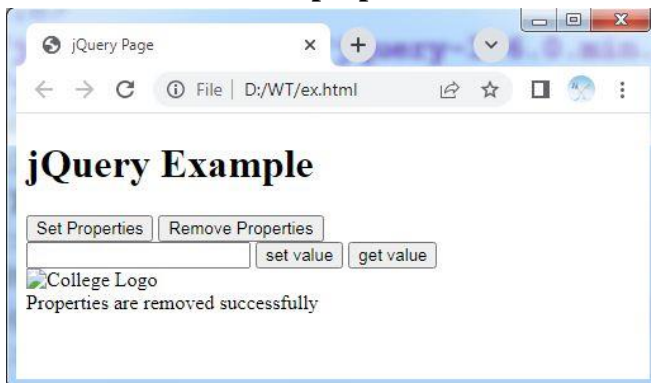 jQuery Page
File | D:/WT/ex.html
jQuery Example
Set Properties Remove Properties
set value get value
College Logo
Properties are removed successfully